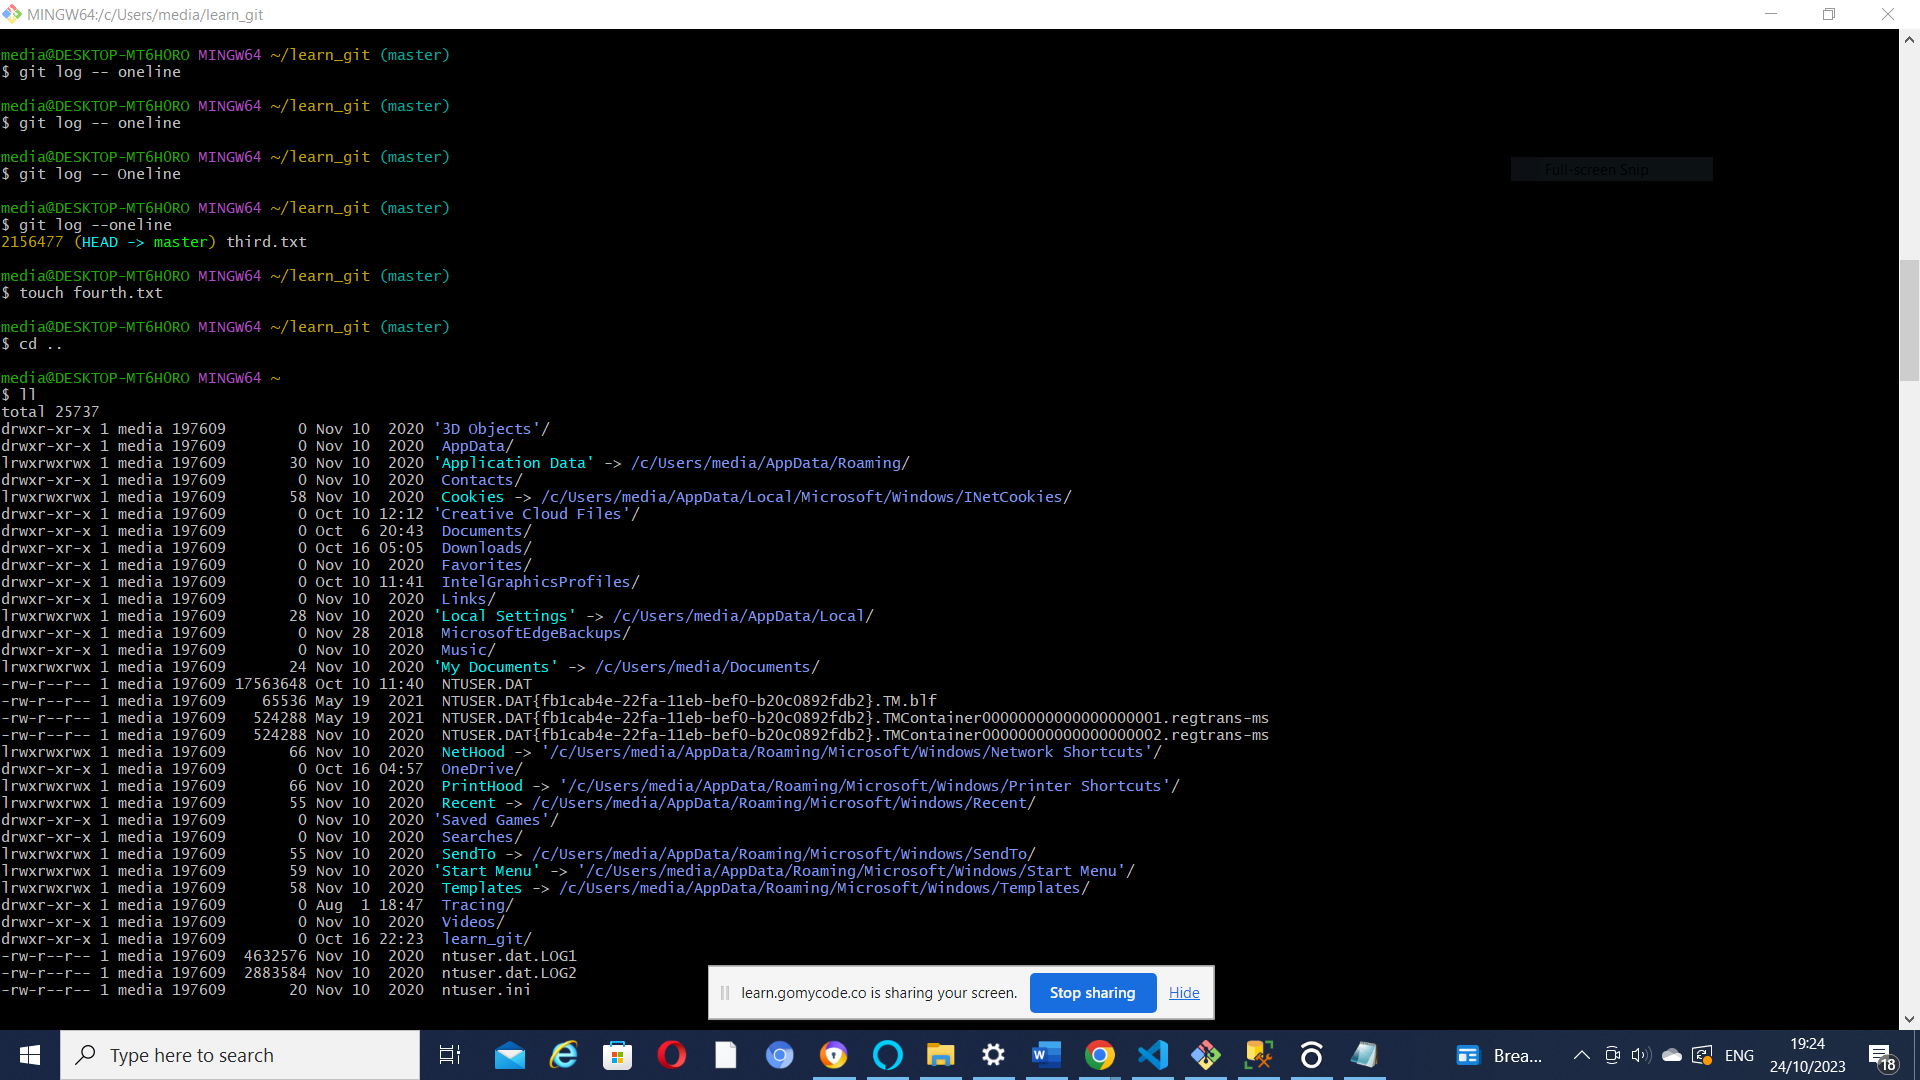 MINGW64:/c/Users/media/learn_git
media@DESKTOP-MT6H0RO MINGW64 ~/learn_git (master)
$ git log -- oneline
media@DESKTOP-MT6H0RO MINGW64 ~/learn_git (master)
$ git log -- oneline
media@DESKTOP-MT6H0RO MINGW64 ~/learn_git (master)
$ git log -- Oneline
Full-screen Snip
media@DESKTOP-MT6H0RO MINGW64 ~/learn_git (master)
$ git log --oneline
2156477 (HEAD -> master) third.txt
media@DESKTOP-MT6H0RO MINGW64 ~/learn_git (master)
$ touch fourth.txt
media@DESKTOP-MT6H0RO MINGW64 ~/learn_git (master)
$ cd ..
media@DESKTOP-MT6H0RO MINGW64 ~
$ ll
total 25737
drwxr-xr-x 1 media 197609        0 Nov 10  2020 '3D Objects'/
drwxr-xr-x 1 media 197609        0 Nov 10  2020  AppData/
lrwxrwxrwx 1 media 197609       30 Nov 10  2020 'Application Data' -> /c/Users/media/AppData/Roaming/
drwxr-xr-x 1 media 197609        0 Nov 10  2020  Contacts/
lrwxrwxrwx 1 media 197609       58 Nov 10  2020  Cookies -> /c/Users/media/AppData/Local/Microsoft/Windows/INetCookies/
drwxr-xr-x 1 media 197609        0 Oct 10 12:12 'Creative Cloud Files'/
drwxr-xr-x 1 media 197609        0 Oct  6 20:43  Documents/
drwxr-xr-x 1 media 197609        0 Oct 16 05:05  Downloads/
drwxr-xr-x 1 media 197609        0 Nov 10  2020  Favorites/
drwxr-xr-x 1 media 197609        0 Oct 10 11:41  IntelGraphicsProfiles/
drwxr-xr-x 1 media 197609        0 Nov 10  2020  Links/
lrwxrwxrwx 1 media 197609       28 Nov 10  2020 'Local Settings' -> /c/Users/media/AppData/Local/
drwxr-xr-x 1 media 197609        0 Nov 28  2018  MicrosoftEdgeBackups/
drwxr-xr-x 1 media 197609        0 Nov 10  2020  Music/
lrwxrwxrwx 1 media 197609       24 Nov 10  2020 'My Documents' -> /c/Users/media/Documents/
-rw-r--r-- 1 media 197609 17563648 Oct 10 11:40  NTUSER.DAT
-rw-r--r-- 1 media 197609    65536 May 19  2021  NTUSER.DAT{fb1cab4e-22fa-11eb-bef0-b20c0892fdb2}.TM.blf
-rw-r--r-- 1 media 197609   524288 May 19  2021  NTUSER.DAT{fb1cab4e-22fa-11eb-bef0-b20c0892fdb2}.TMContainer00000000000000000001.regtrans-ms
-rw-r--r-- 1 media 197609   524288 Nov 10  2020  NTUSER.DAT{fb1cab4e-22fa-11eb-bef0-b20c0892fdb2}.TMContainer00000000000000000002.regtrans-ms
lrwxrwxrwx 1 media 197609       66 Nov 10  2020  NetHood -> '/c/Users/media/AppData/Roaming/Microsoft/Windows/Network Shortcuts'/
drwxr-xr-x 1 media 197609        0 Oct 16 04:57  OneDrive/
lrwxrwxrwx 1 media 197609       66 Nov 10  2020  PrintHood -> '/c/Users/media/AppData/Roaming/Microsoft/Windows/Printer Shortcuts'/
lrwxrwxrwx 1 media 197609       55 Nov 10  2020  Recent -> /c/Users/media/AppData/Roaming/Microsoft/Windows/Recent/
drwxr-xr-x 1 media 197609        0 Nov 10  2020 'Saved Games'/
drwxr-xr-x 1 media 197609        0 Nov 10  2020  Searches/
lrwxrwxrwx 1 media 197609       55 Nov 10  2020  SendTo -> /c/Users/media/AppData/Roaming/Microsoft/Windows/SendTo/
lrwxrwxrwx 1 media 197609       59 Nov 10  2020 'Start Menu' -> '/c/Users/media/AppData/Roaming/Microsoft/Windows/Start Menu'/
lrwxrwxrwx 1 media 197609       58 Nov 10  2020  Templates -> /c/Users/media/AppData/Roaming/Microsoft/Windows/Templates/
drwxr-xr-x 1 media 197609        0 Aug  1 18:47  Tracing/
drwxr-xr-x 1 media 197609        0 Nov 10  2020  Videos/
drwxr-xr-x 1 media 197609        0 Oct 16 22:23  learn_git/
-rw-r--r-- 1 media 197609  4632576 Nov 10  2020  ntuser.dat.LOG1
-rw-r--r-- 1 media 197609  2883584 Nov 10  2020  ntuser.dat.LOG2
-rw-r--r-- 1 media 197609       20 Nov 10  2020  ntuser.ini
learn.gomycode.co is sharing your screen. Stop sharing Hide
Type here to search
Brea... ENG
19:24
24/10/2023
18